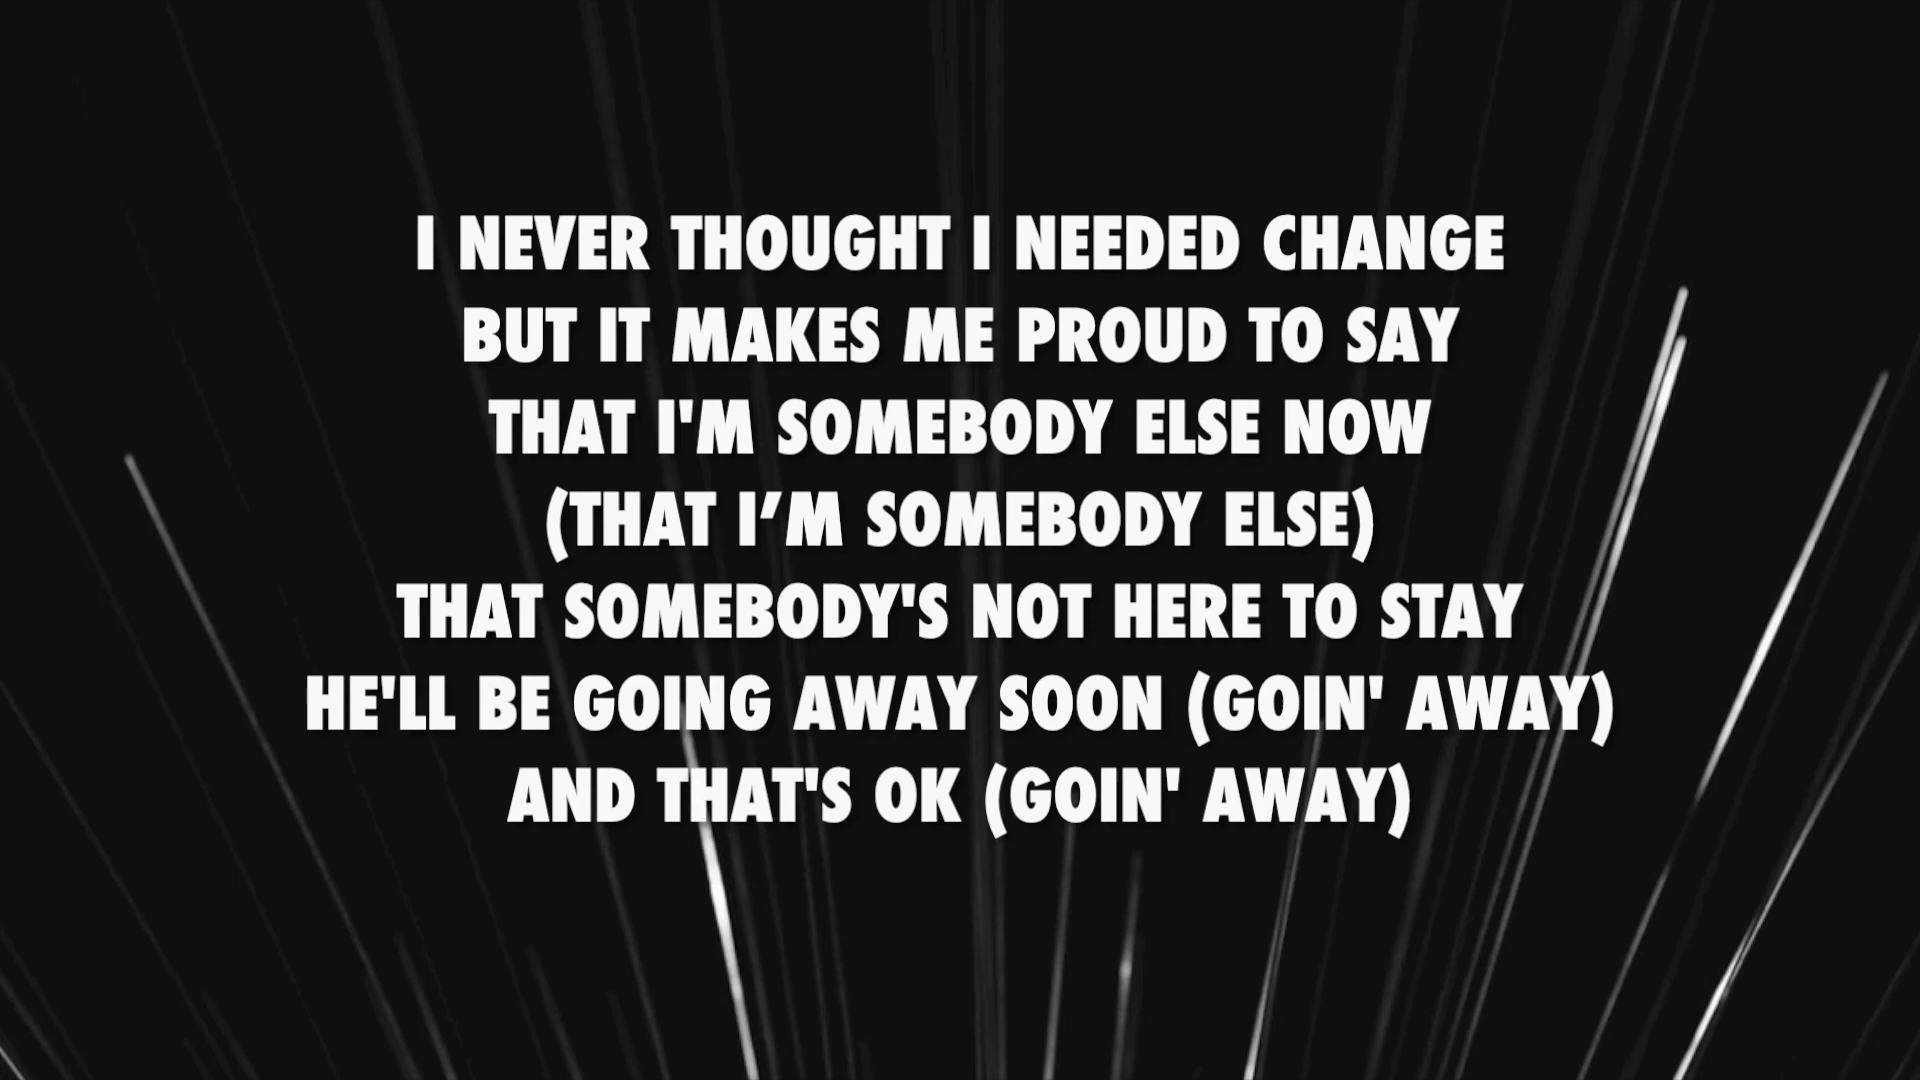 I NEVER THOUGHT I NEEDED CHANGE
BUT IT MAKES ME PROUD TO SAY
THAT I'M SOMEBODY ELSE NOW
(THAT I’M SOMEBODY ELSE)
THAT SOMEBODY'S NOT HERE TO STAY
HE'LL BE GOING AWAY SOON (GOIN' AWAY)
AND THAT'S OK (GOIN' AWAY)